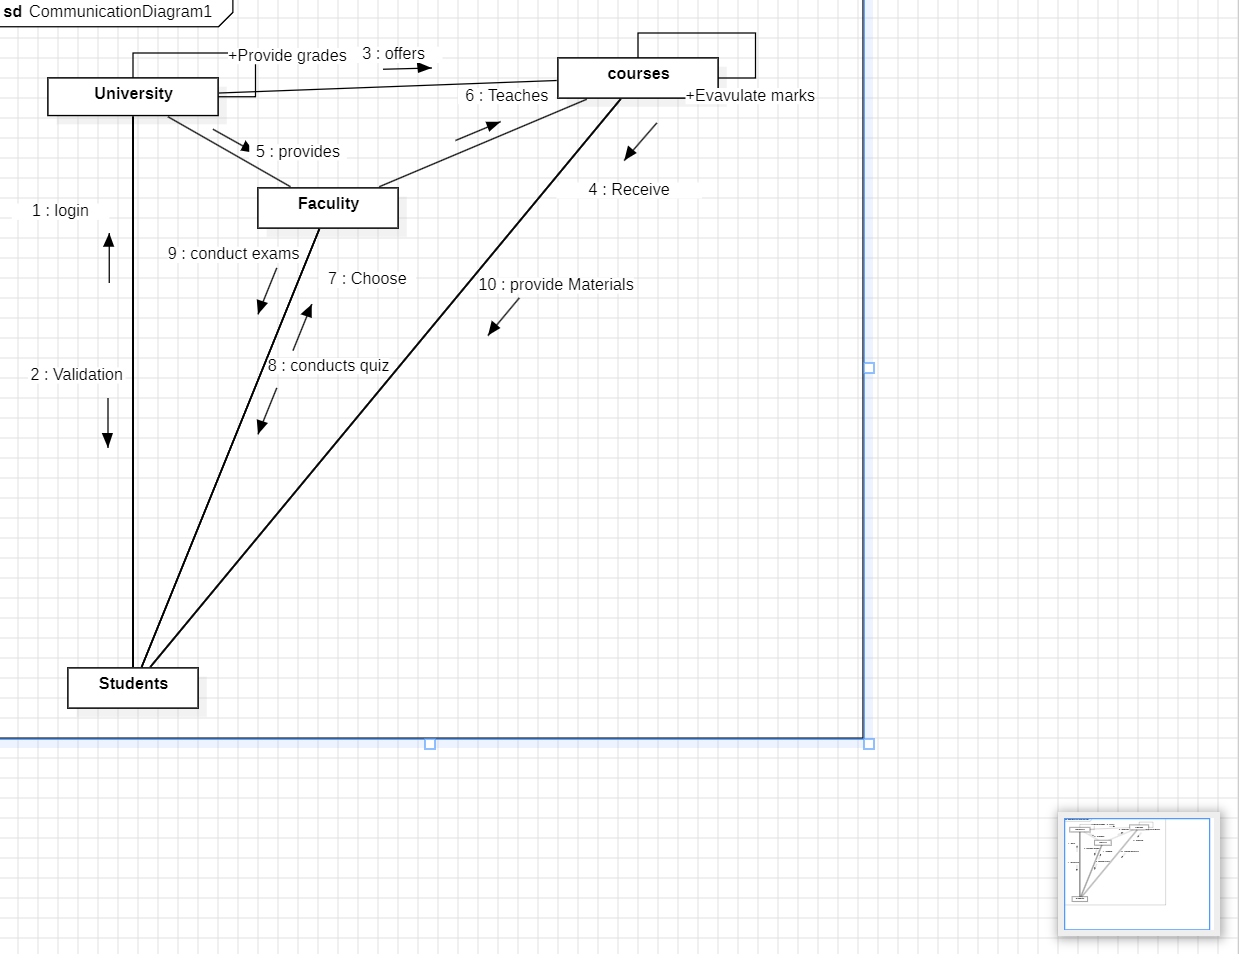 sd CommunicationDiagram1
+Provide grades
3 : offers
courses
University
6 : Teaches
+Evavulate marks
5 : provides
4 : Receive
Faculity
1 : login
9 : conduct exams
7 : Choose
10 : provide Materials
8 : conducts quiz
2 : Validation
Students